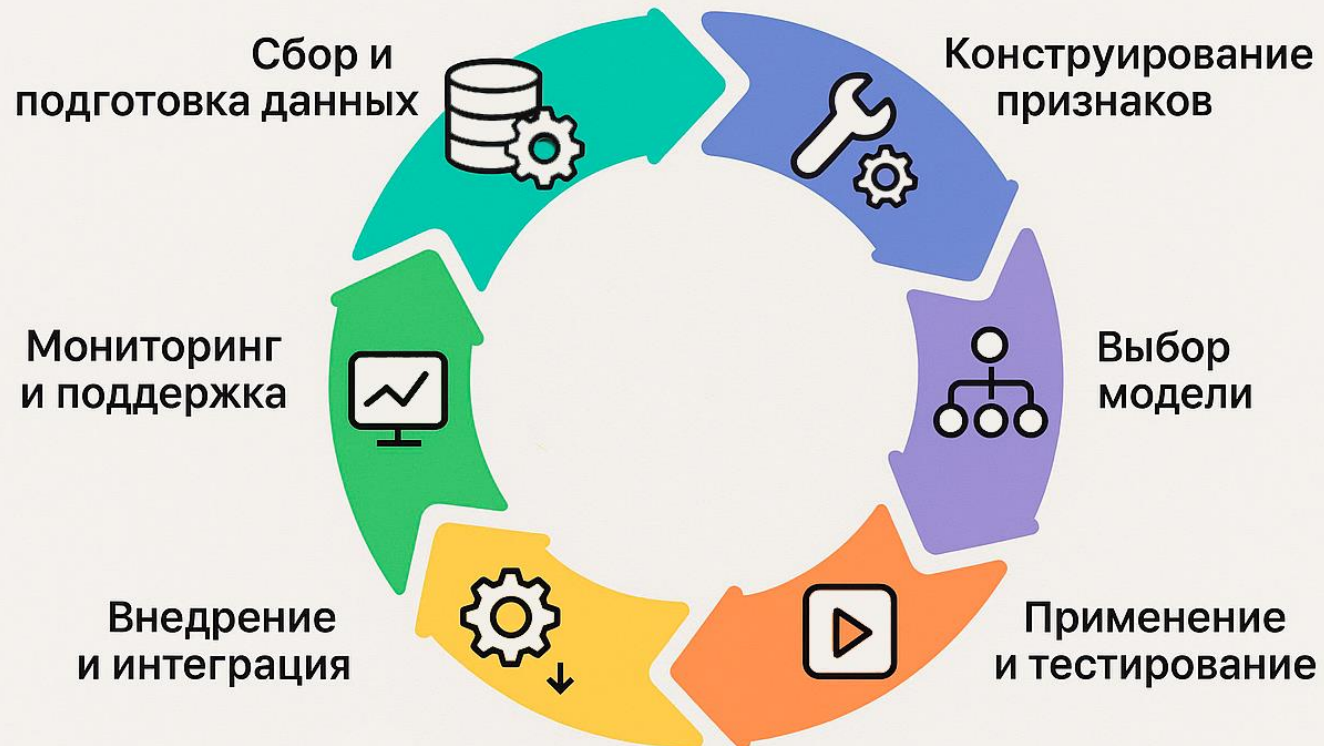 Сбор и
подготовка данных
Конструирование
признаков
Выбор
модели
Применение
и тестирование
Внедрение
и интеграция
Мониторинг
и поддержка